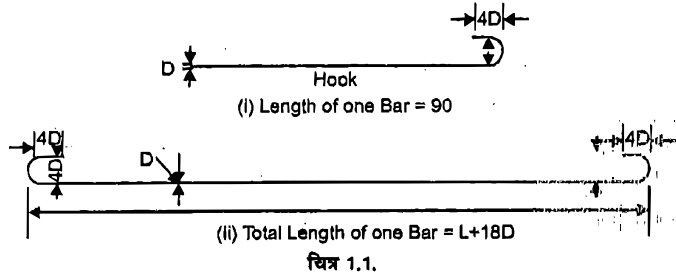 4D
D
Hook
(i) Length of one Bar = 90
4D
4D
D
4D
(ii) Total Length of one Bar = L+18D
चित्र 1.1.